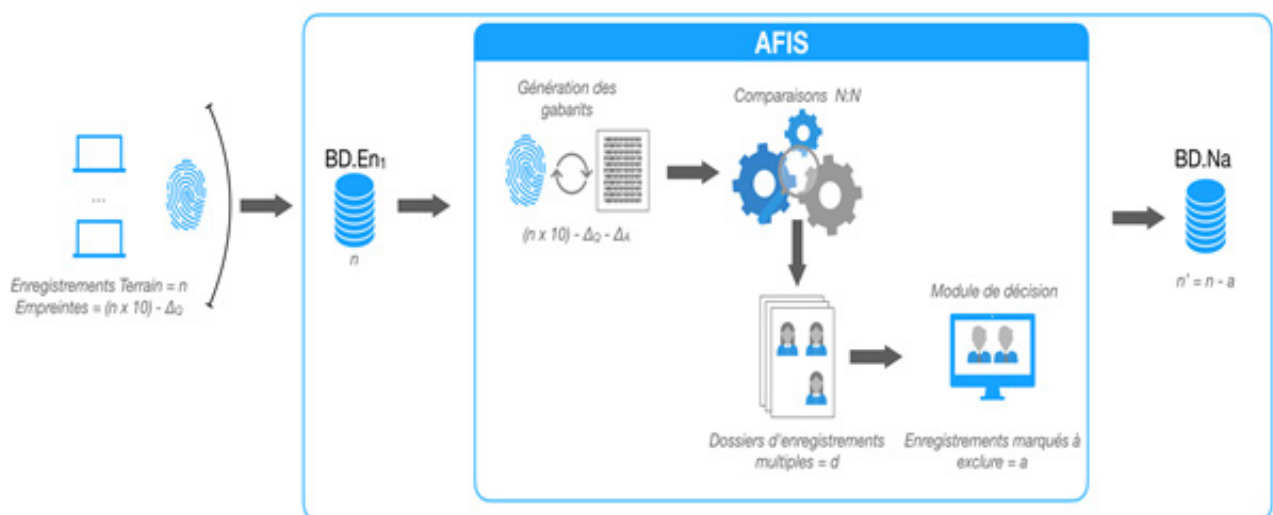 AFIS
Génération des
gabarits
Comparaisons N:N
BD.En₁
BD.Na
...
(n x 10) - ΔQ - ΔA
n
n' = n - a
Enregistrements Terrain = n
Empreintes = (n x 10) - ΔQ
Module de décision
Dossiers d'enregistrements
multiples = d
Enregistrements marqués à
exclure = a